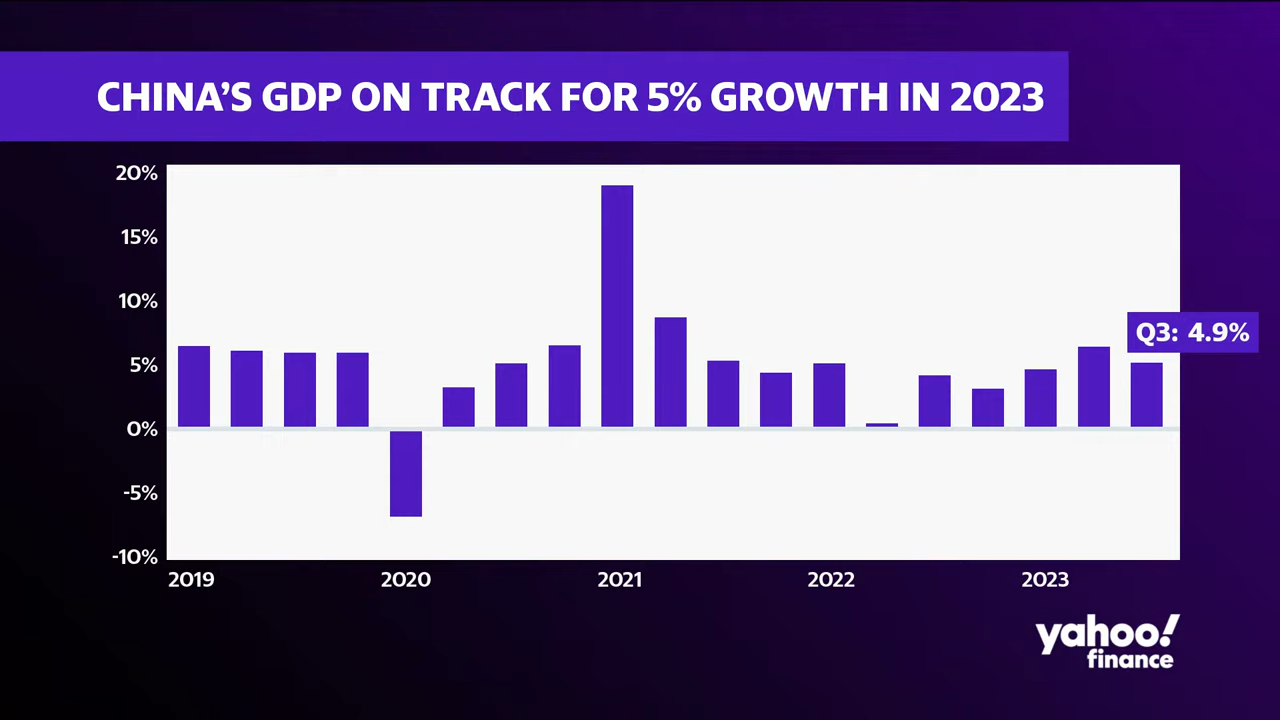 CHINA'S GDP ON TRACK FOR 5% GROWTH IN 2023
20%
15%
10%
Q3: 4.9%
5%
0%
-5%
-10%
2019 2020 2021 2022 2023
yahoo!
finance